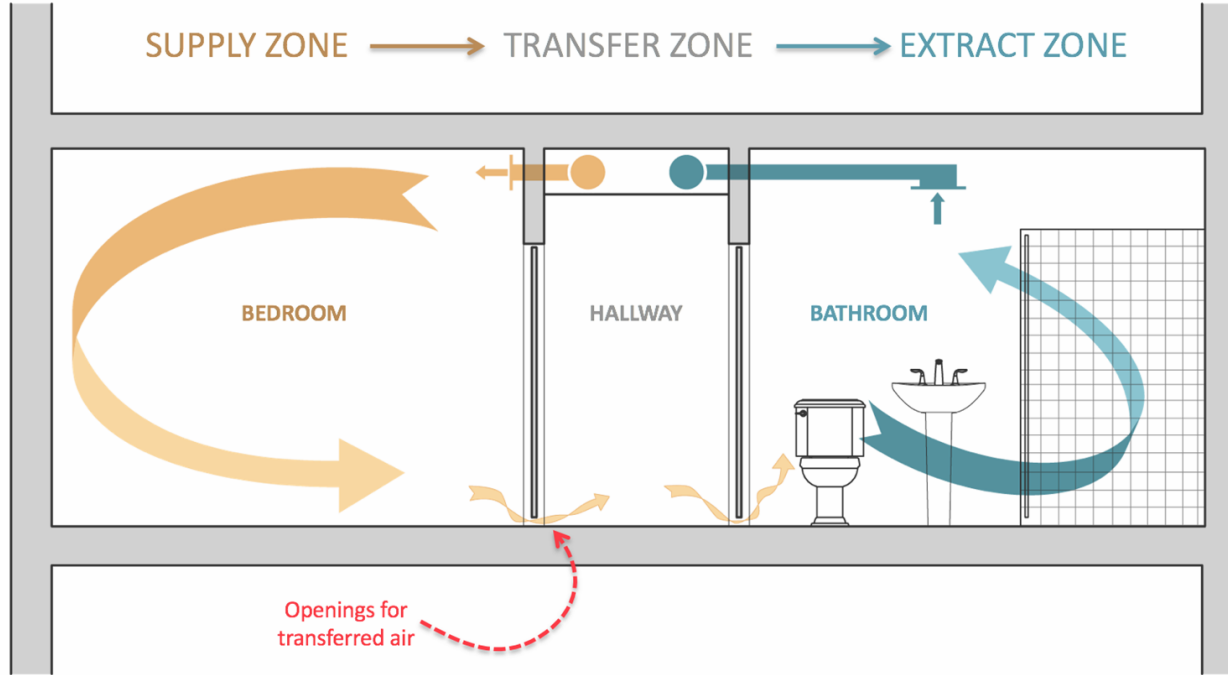 SUPPLY ZONE TRANSFER ZONE EXTRACT ZONE
BEDROOM HALLWAY BATHROOM
Openings for
transferred air